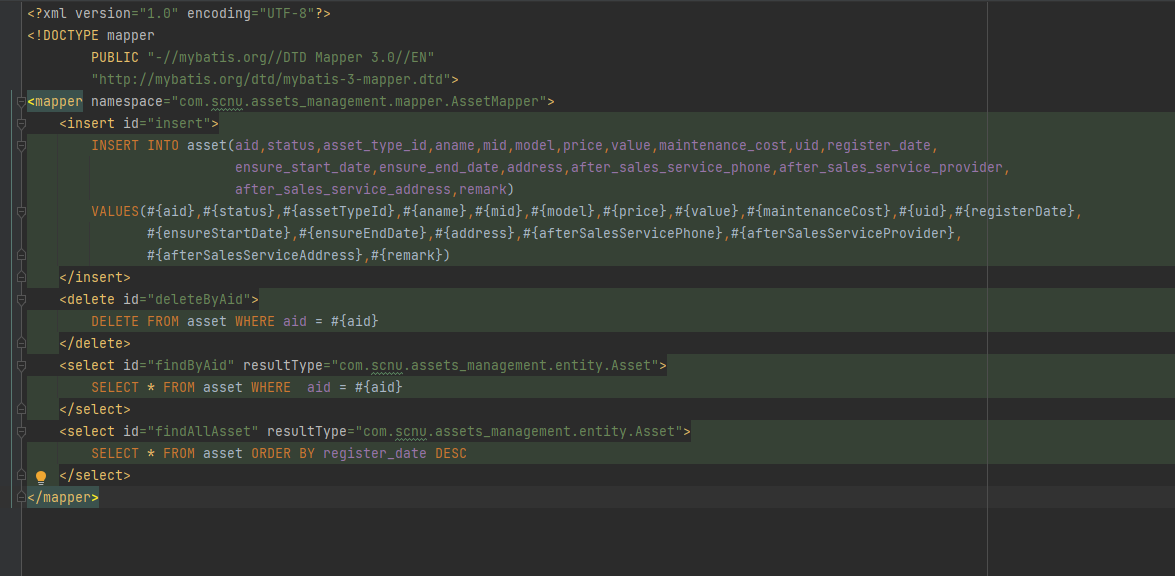 <?xml version="1.0" encoding="UTF-8"?>
<!DOCTYPE mapper
PUBLIC "-//mybatis.org//DTD Mapper 3.0//EN"
"http://mybatis.org/dtd/mybatis-3-mapper.dtd">
<mapper namespace="com.scnu.assets_management.mapper.AssetMapper">
<insert id="insert">
INSERT INTO asset(aid,status,asset_type_id,aname,mid,model,price,value,maintenance_cost,uid,register_date,
ensure_start_date,ensure_end_date,address,after_sales_service_phone,after_sales_service_provider,
after_sales_service_address,remark)
VALUES(#{aid},#{status},#{assetTypeId},#{aname},#{mid},#{model},#{price},#{value},#{maintenanceCost},#{uid},#{registerDate},
#{ensureStartDate},#{ensureEndDate},#{address},#{afterSalesServicePhone},#{afterSalesServiceProvider},
#{afterSalesServiceAddress},#{remark})
</insert>
<delete id="deleteByAid">
DELETE FROM asset WHERE aid = #{aid}
</delete>
<select id="findByAid" resultType="com.scnu.assets_management.entity.Asset">
SELECT * FROM asset WHERE  aid = #{aid}
</select>
<select id="findAllAsset" resultType="com.scnu.assets_management.entity.Asset">
SELECT * FROM asset ORDER BY register_date DESC
</select>
</mapper>